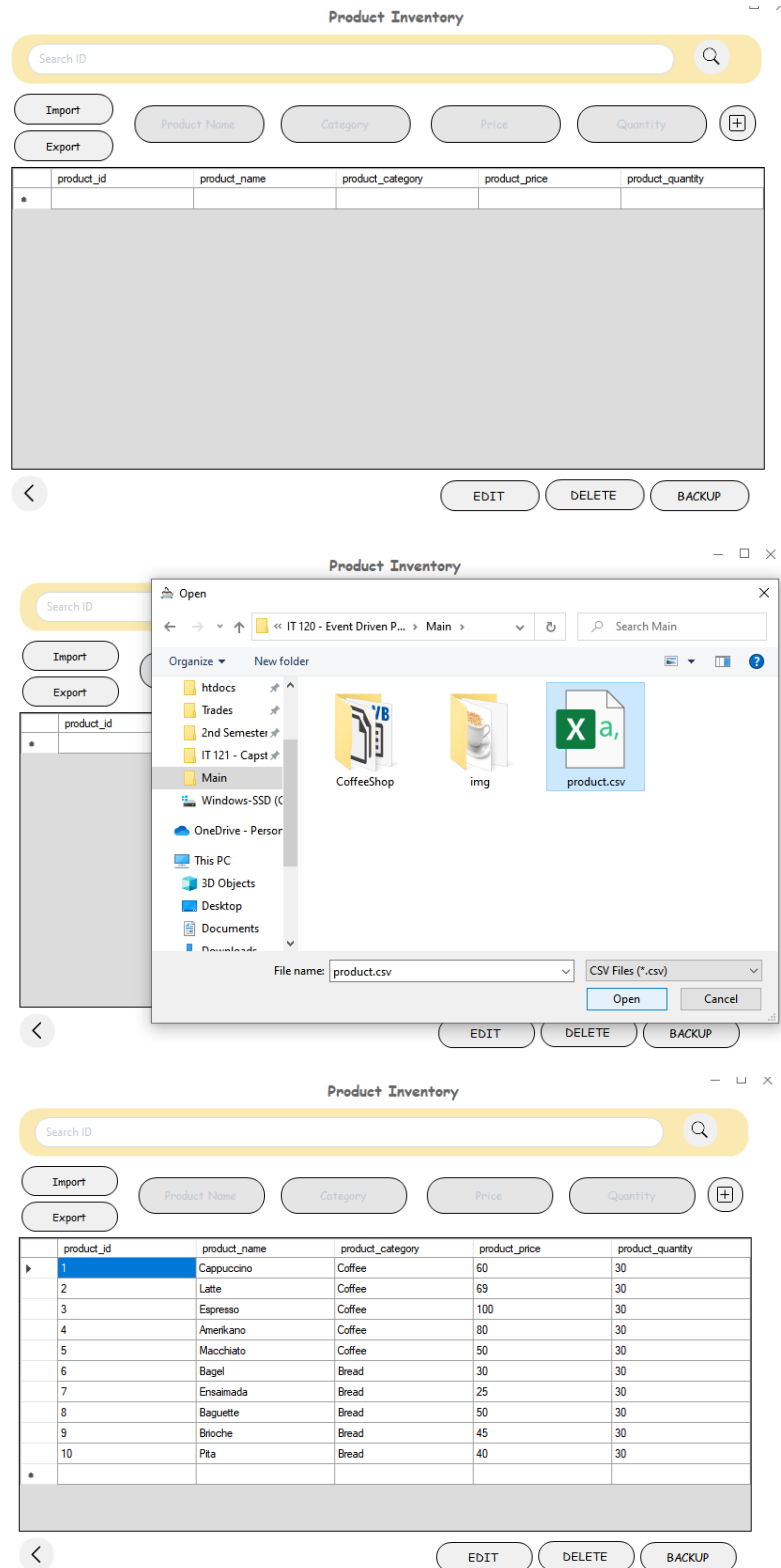 Product Inventory
Search ID
Import
Export
Product Name Category Price Quantity
product_id product_name product_category product_price product_quantity
EDIT DELETE BACKUP
Product Inventory
Search ID
Import
Export
product_id
Open
« IT 120 - Event Driven P... › Main › Search Main
Organize New folder
htdocs
Trades
2nd Semester
IT 121 - Capst
Main
Windows-SSD (C
OneDrive - Person
This PC
3D Objects
Desktop
Documents
Downloads
VB
a,
X
CoffeeShop img product.csv
File name: product.csv CSV Files (*.csv)
Open Cancel
EDIT DELETE BACKUP
Product Inventory
Search ID
Import
Export
Product Name Category Price Quantity
product_id product_name product_category product_price product_quantity
1 Cappuccino Coffee 60 30
2 Latte Coffee 69 30
3 Espresso Coffee 100 30
4 Amerikano Coffee 80 30
5 Macchiato Coffee 50 30
6 Bagel Bread 30 30
7 Ensaimada Bread 25 30
8 Baguette Bread 50 30
9 Brioche Bread 45 30
10 Pita Bread 40 30
EDIT DELETE BACKUP